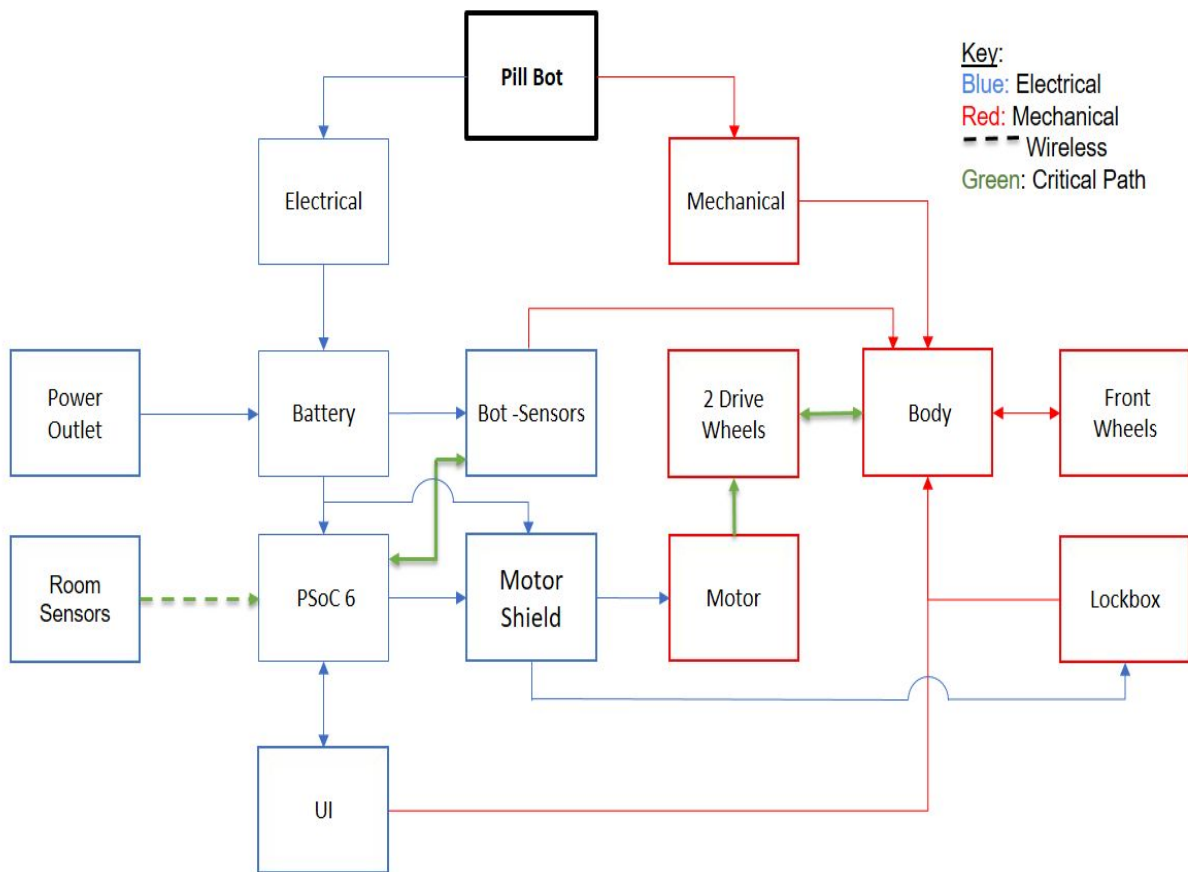 Pill Bot
Key:
Blue: Electrical
Red: Mechanical
Wireless
Green: Critical Path
Electrical
Mechanical
Power
Outlet
Battery
Bot -Sensors
2 Drive
Wheels
Body
Front
Wheels
Room
Sensors
PSoC 6
Motor
Shield
Motor
Lockbox
UI